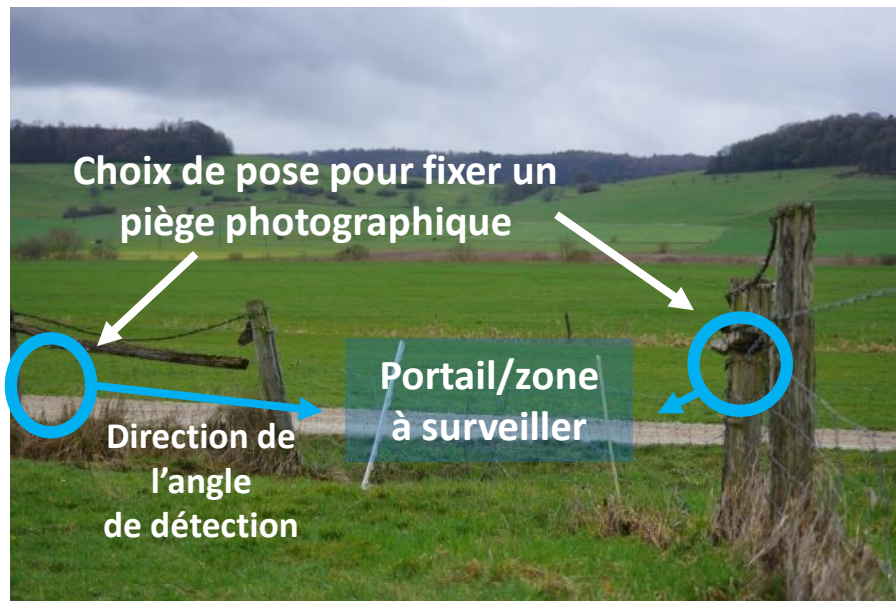 Choix de pose pour fixer un
piège photographique
Portail/zone
à surveiller
Direction de
l’angle
de détection